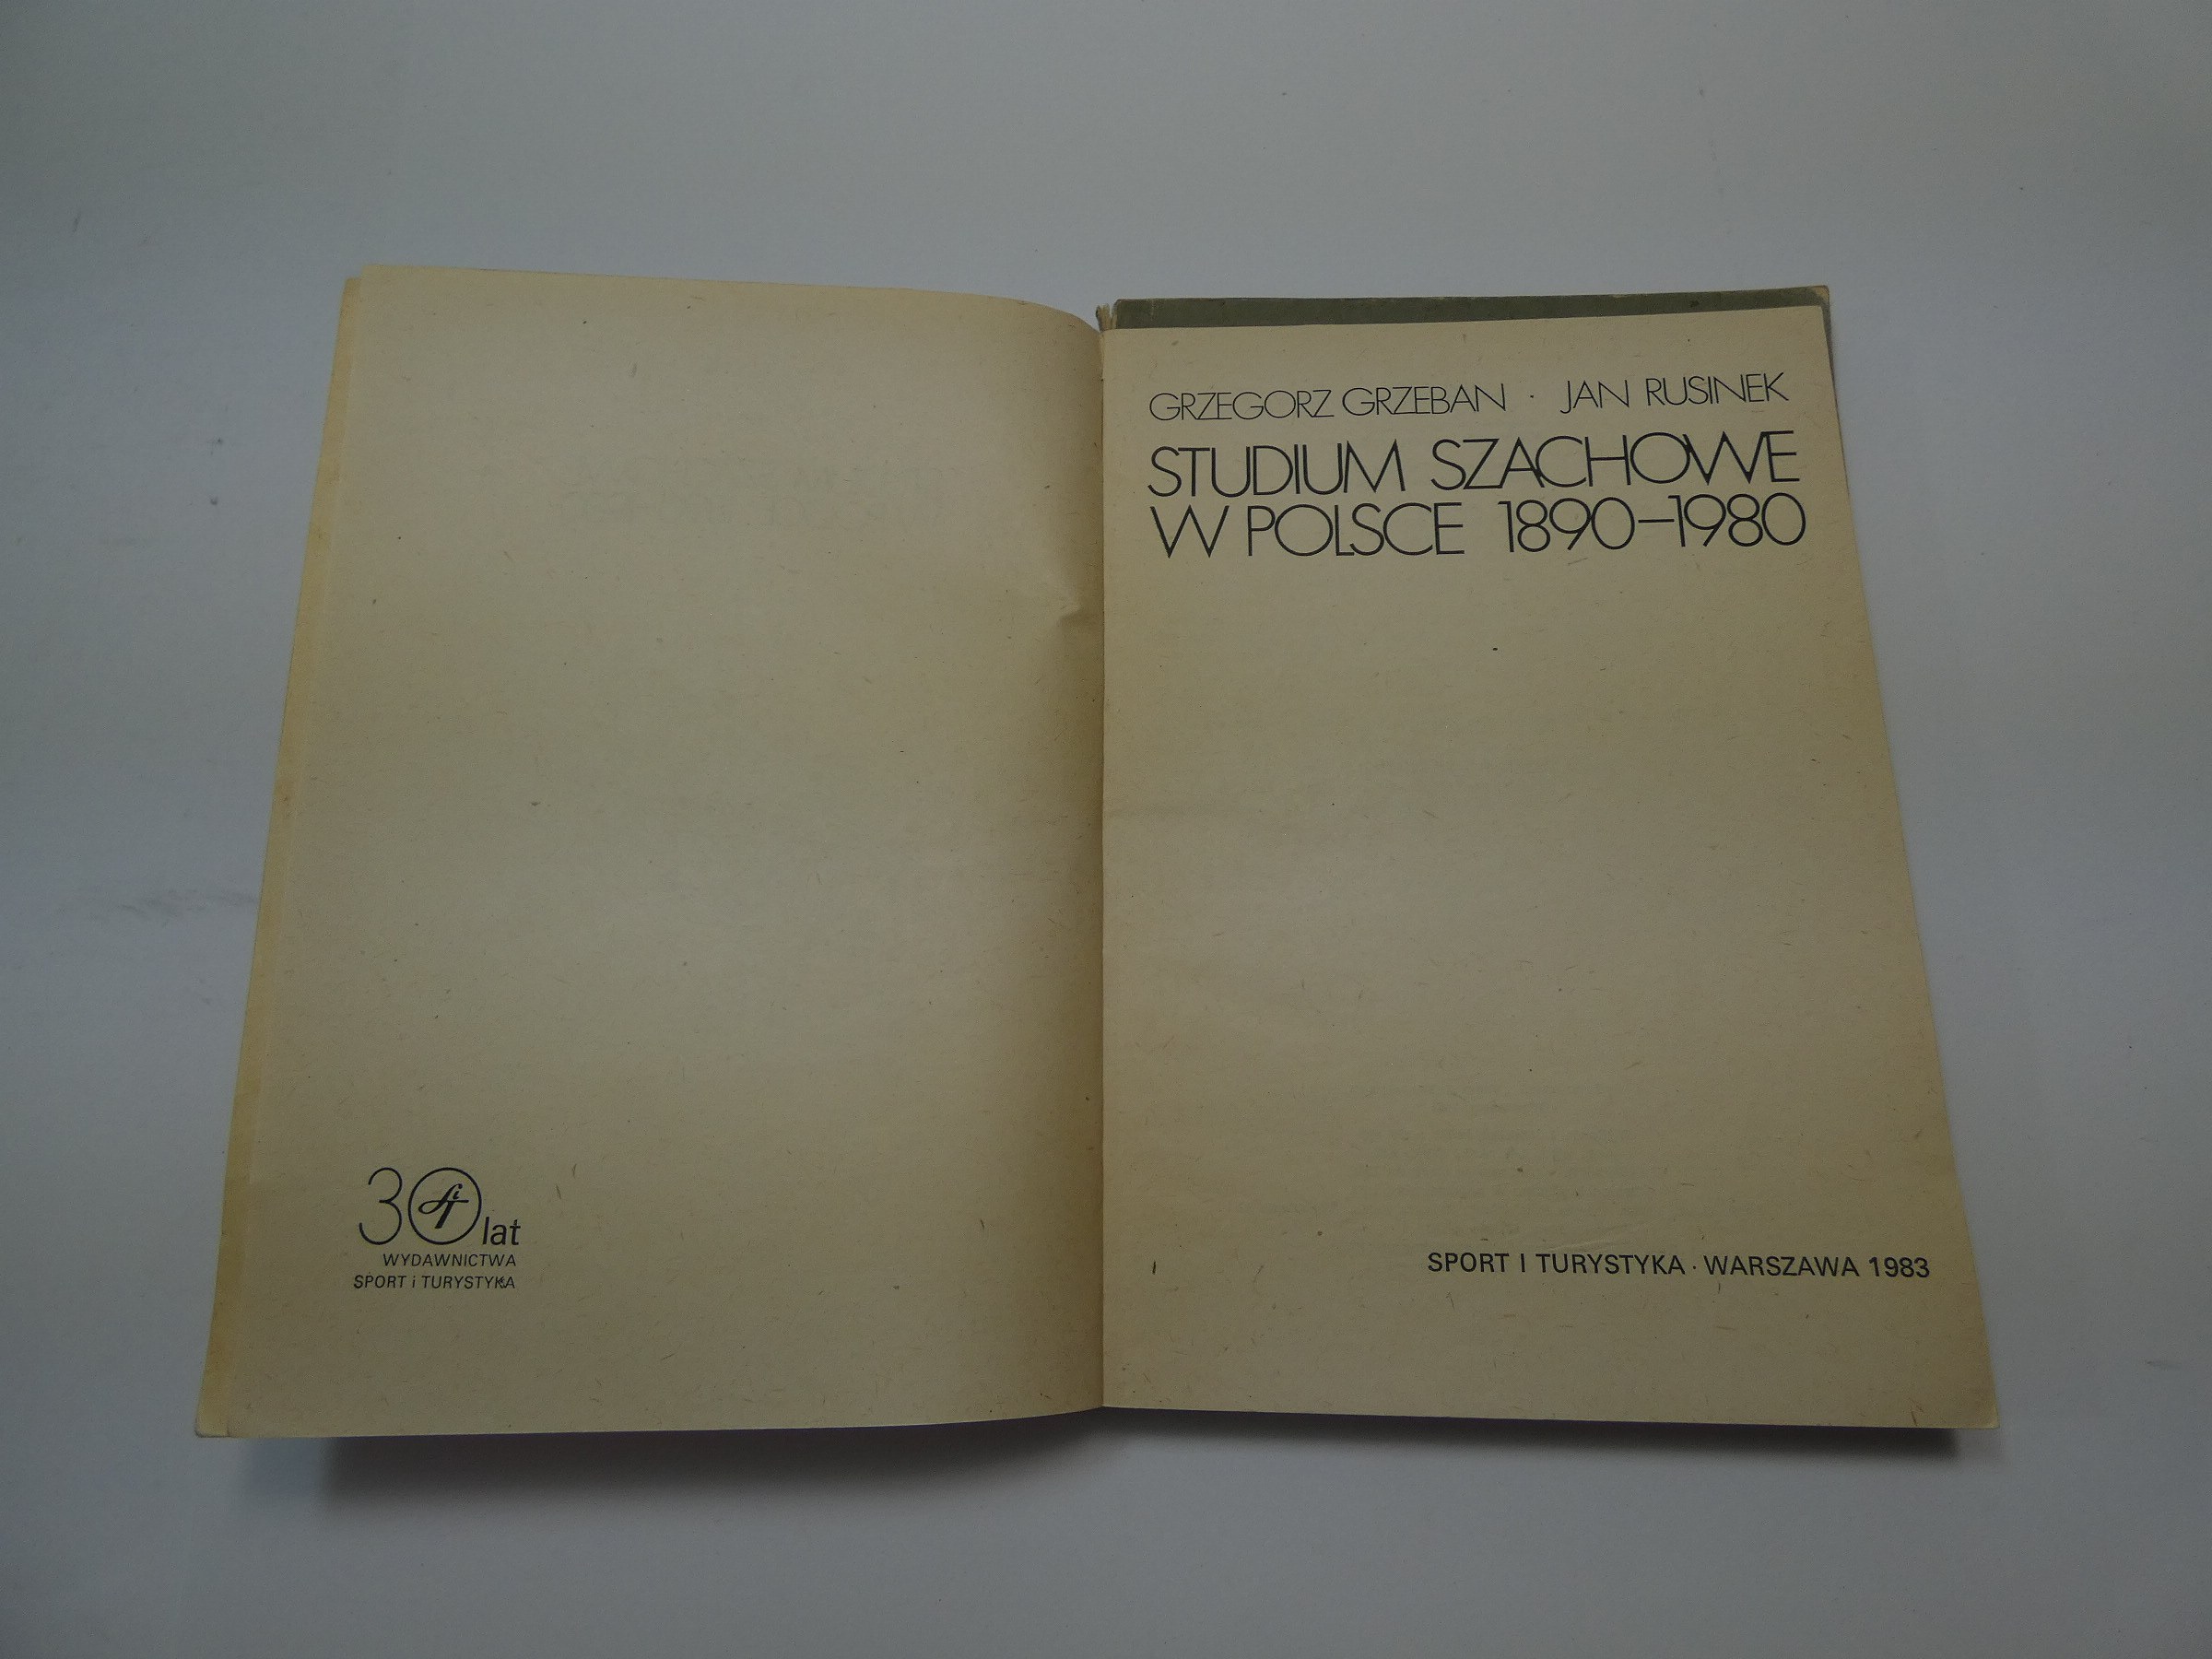 30 lat
WYDAWNICTWA
SPORT i TURYSTYKA
GRZEGORZ GRZEBAN · JAN RUSINEK
STUDIUM SZACHOWE
W POLSCE 1890–1980
SPORT I TURYSTYKA · WARSZAWA 1983